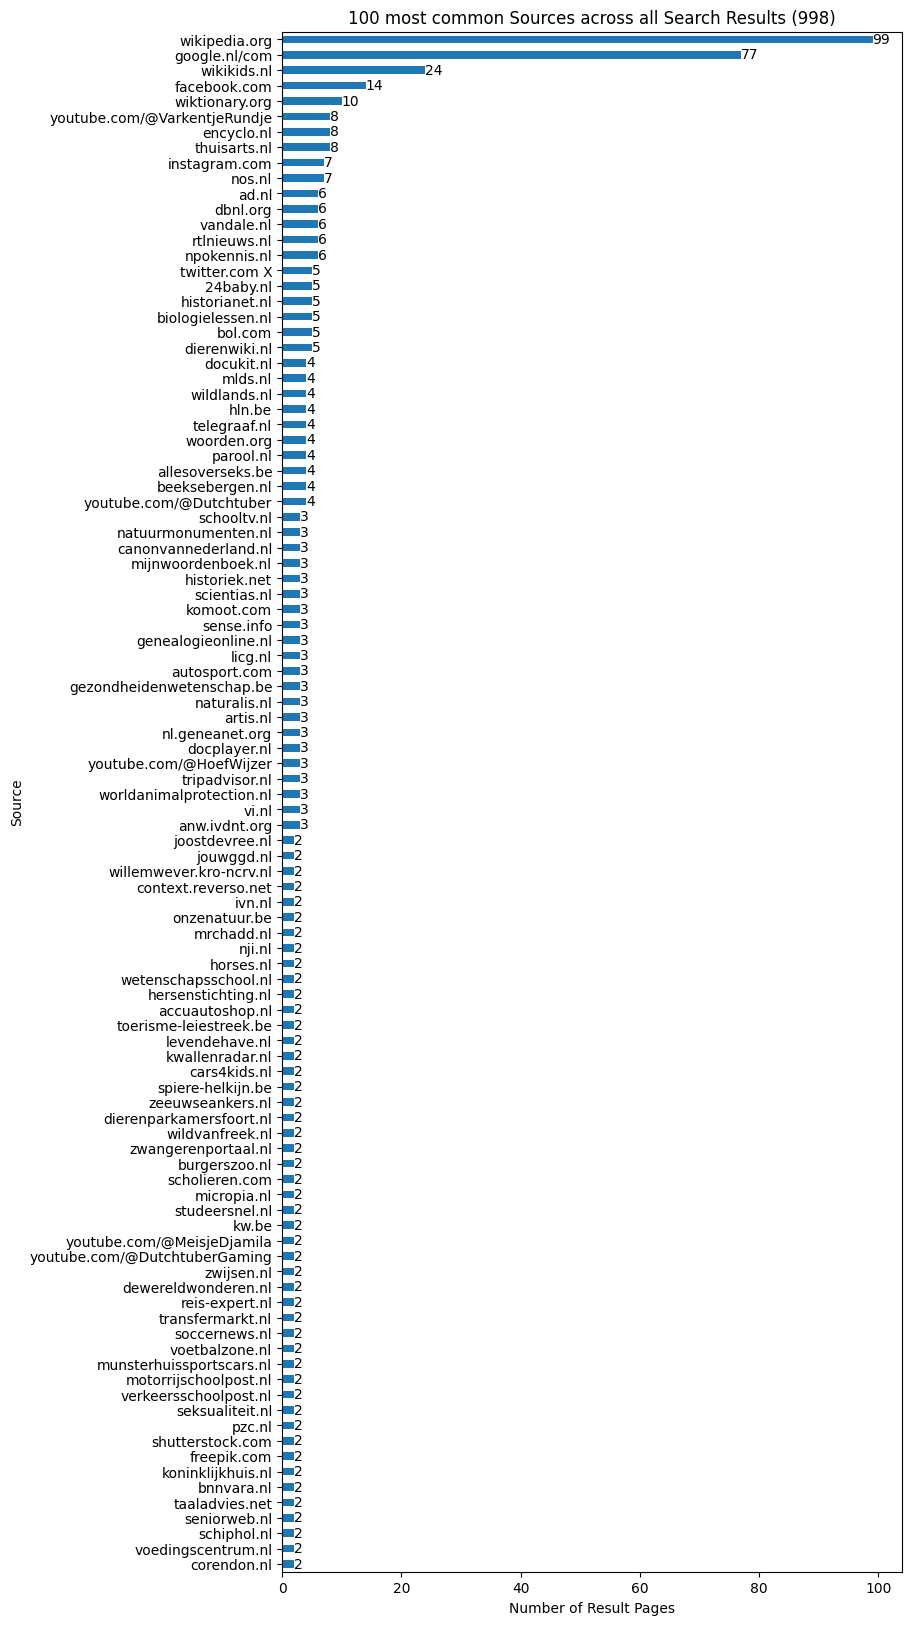 100 most common Sources across all Search Results (998)
wikipedia.org 99
google.nl/com 77
wikikids.nl 24
facebook.com 14
wiktionary.org 10
youtube.com/@VarkentjeRundje 8
encyclo.nl 8
thuisarts.nl 8
instagram.com 7
nos.nl 7
ad.nl 6
dbnl.org 6
vandale.nl 6
rtlnieuws.nl 6
npokennis.nl 6
twitter.com X 5
24baby.nl 5
historianet.nl 5
biologielessen.nl 5
bol.com 5
dierenwiki.nl 5
docukit.nl 4
mlds.nl 4
wildlands.nl 4
hln.be 4
telegraaf.nl 4
woorden.org 4
parool.nl 4
allesoverseks.be 4
beeksebergen.nl 4
youtube.com/@Dutchtuber 4
schooltv.nl 3
natuurmonumenten.nl 3
canonvannederland.nl 3
mijnwoordenboek.nl 3
historiek.net 3
scientias.nl 3
komoot.com 3
sense.info 3
genealogieonline.nl 3
licg.nl 3
autosport.com 3
gezondheidenwetenschap.be 3
naturalis.nl 3
artis.nl 3
nl.geneanet.org 3
docplayer.nl 3
youtube.com/@HoefWijzer 3
tripadvisor.nl 3
worldanimalprotection.nl 3
vi.nl 3
anw.ivdnt.org 3
joostdevree.nl 2
jouwggd.nl 2
willemwever.kro-ncrv.nl 2
context.reverso.net 2
ivn.nl 2
onzenatuur.be 2
mrchadd.nl 2
nji.nl 2
horses.nl 2
wetenschapsschool.nl 2
hersenstichting.nl 2
accuautoshop.nl 2
toerisme-leiestreek.be 2
levendehave.nl 2
kwallenradar.nl 2
cars4kids.nl 2
spiere-helkijn.be 2
zeeuwseankers.nl 2
dierenparkamersfoort.nl 2
wildvanfreek.nl 2
zwangerenportaal.nl 2
burgerszoo.nl 2
scholieren.com 2
micropia.nl 2
studeersnel.nl 2
kw.be 2
youtube.com/@MeisjeDjamila 2
youtube.com/@DutchtuberGaming 2
zwijsen.nl 2
dewereldwonderen.nl 2
reis-expert.nl 2
transfermarkt.nl 2
soccernews.nl 2
voetbalzone.nl 2
munsterhuissportscars.nl 2
motorrijschoolpost.nl 2
verkeersschoolpost.nl 2
seksualiteit.nl 2
pzc.nl 2
shutterstock.com 2
freepik.com 2
koninklijkhuis.nl 2
bnnvara.nl 2
taaladvies.net 2
seniorweb.nl 2
schiphol.nl 2
voedingscentrum.nl 2
corendon.nl 2
Source
0 20 40 60 80 100
Number of Result Pages